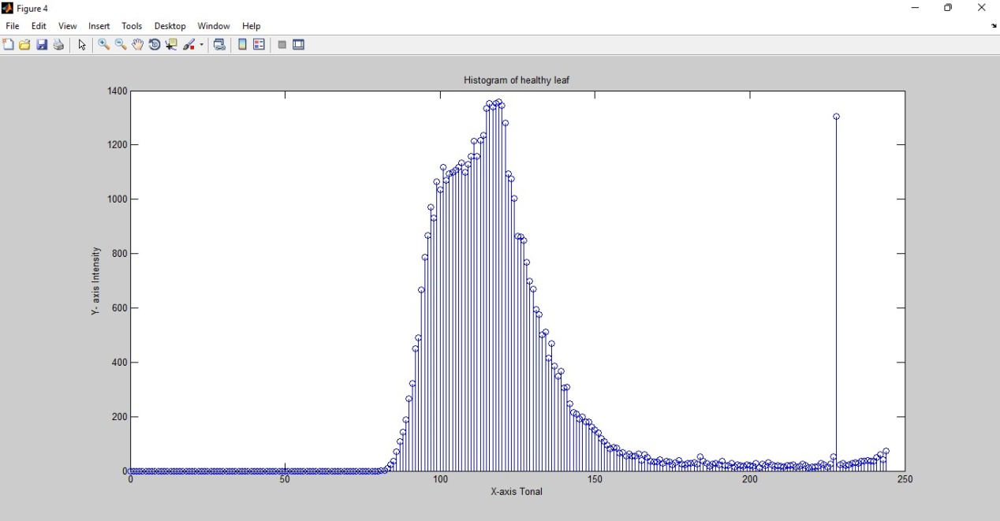 Figure 4
File Edit View Insert Tools Desktop Window Help
Histogram of healthy leaf
1400
1200
1000
800
600
400
200
0
Y- axis Intensity
0 50 100 150 200 250
X-axis Tonal